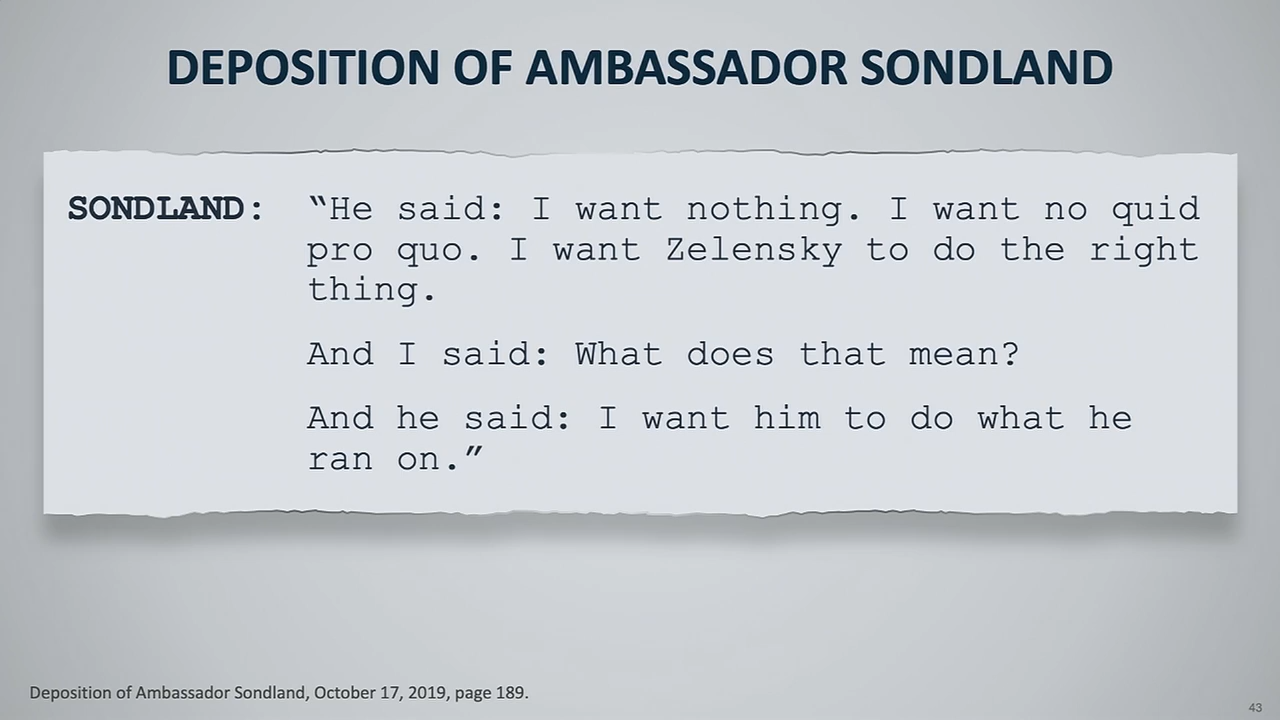 DEPOSITION OF AMBASSADOR SONDLAND
SONDLAND: “He said: I want nothing. I want no quid
pro quo. I want Zelensky to do the right
thing.
And I said: What does that mean?
And he said: I want him to do what he
ran on.”
Deposition of Ambassador Sondland, October 17, 2019, page 189.
43